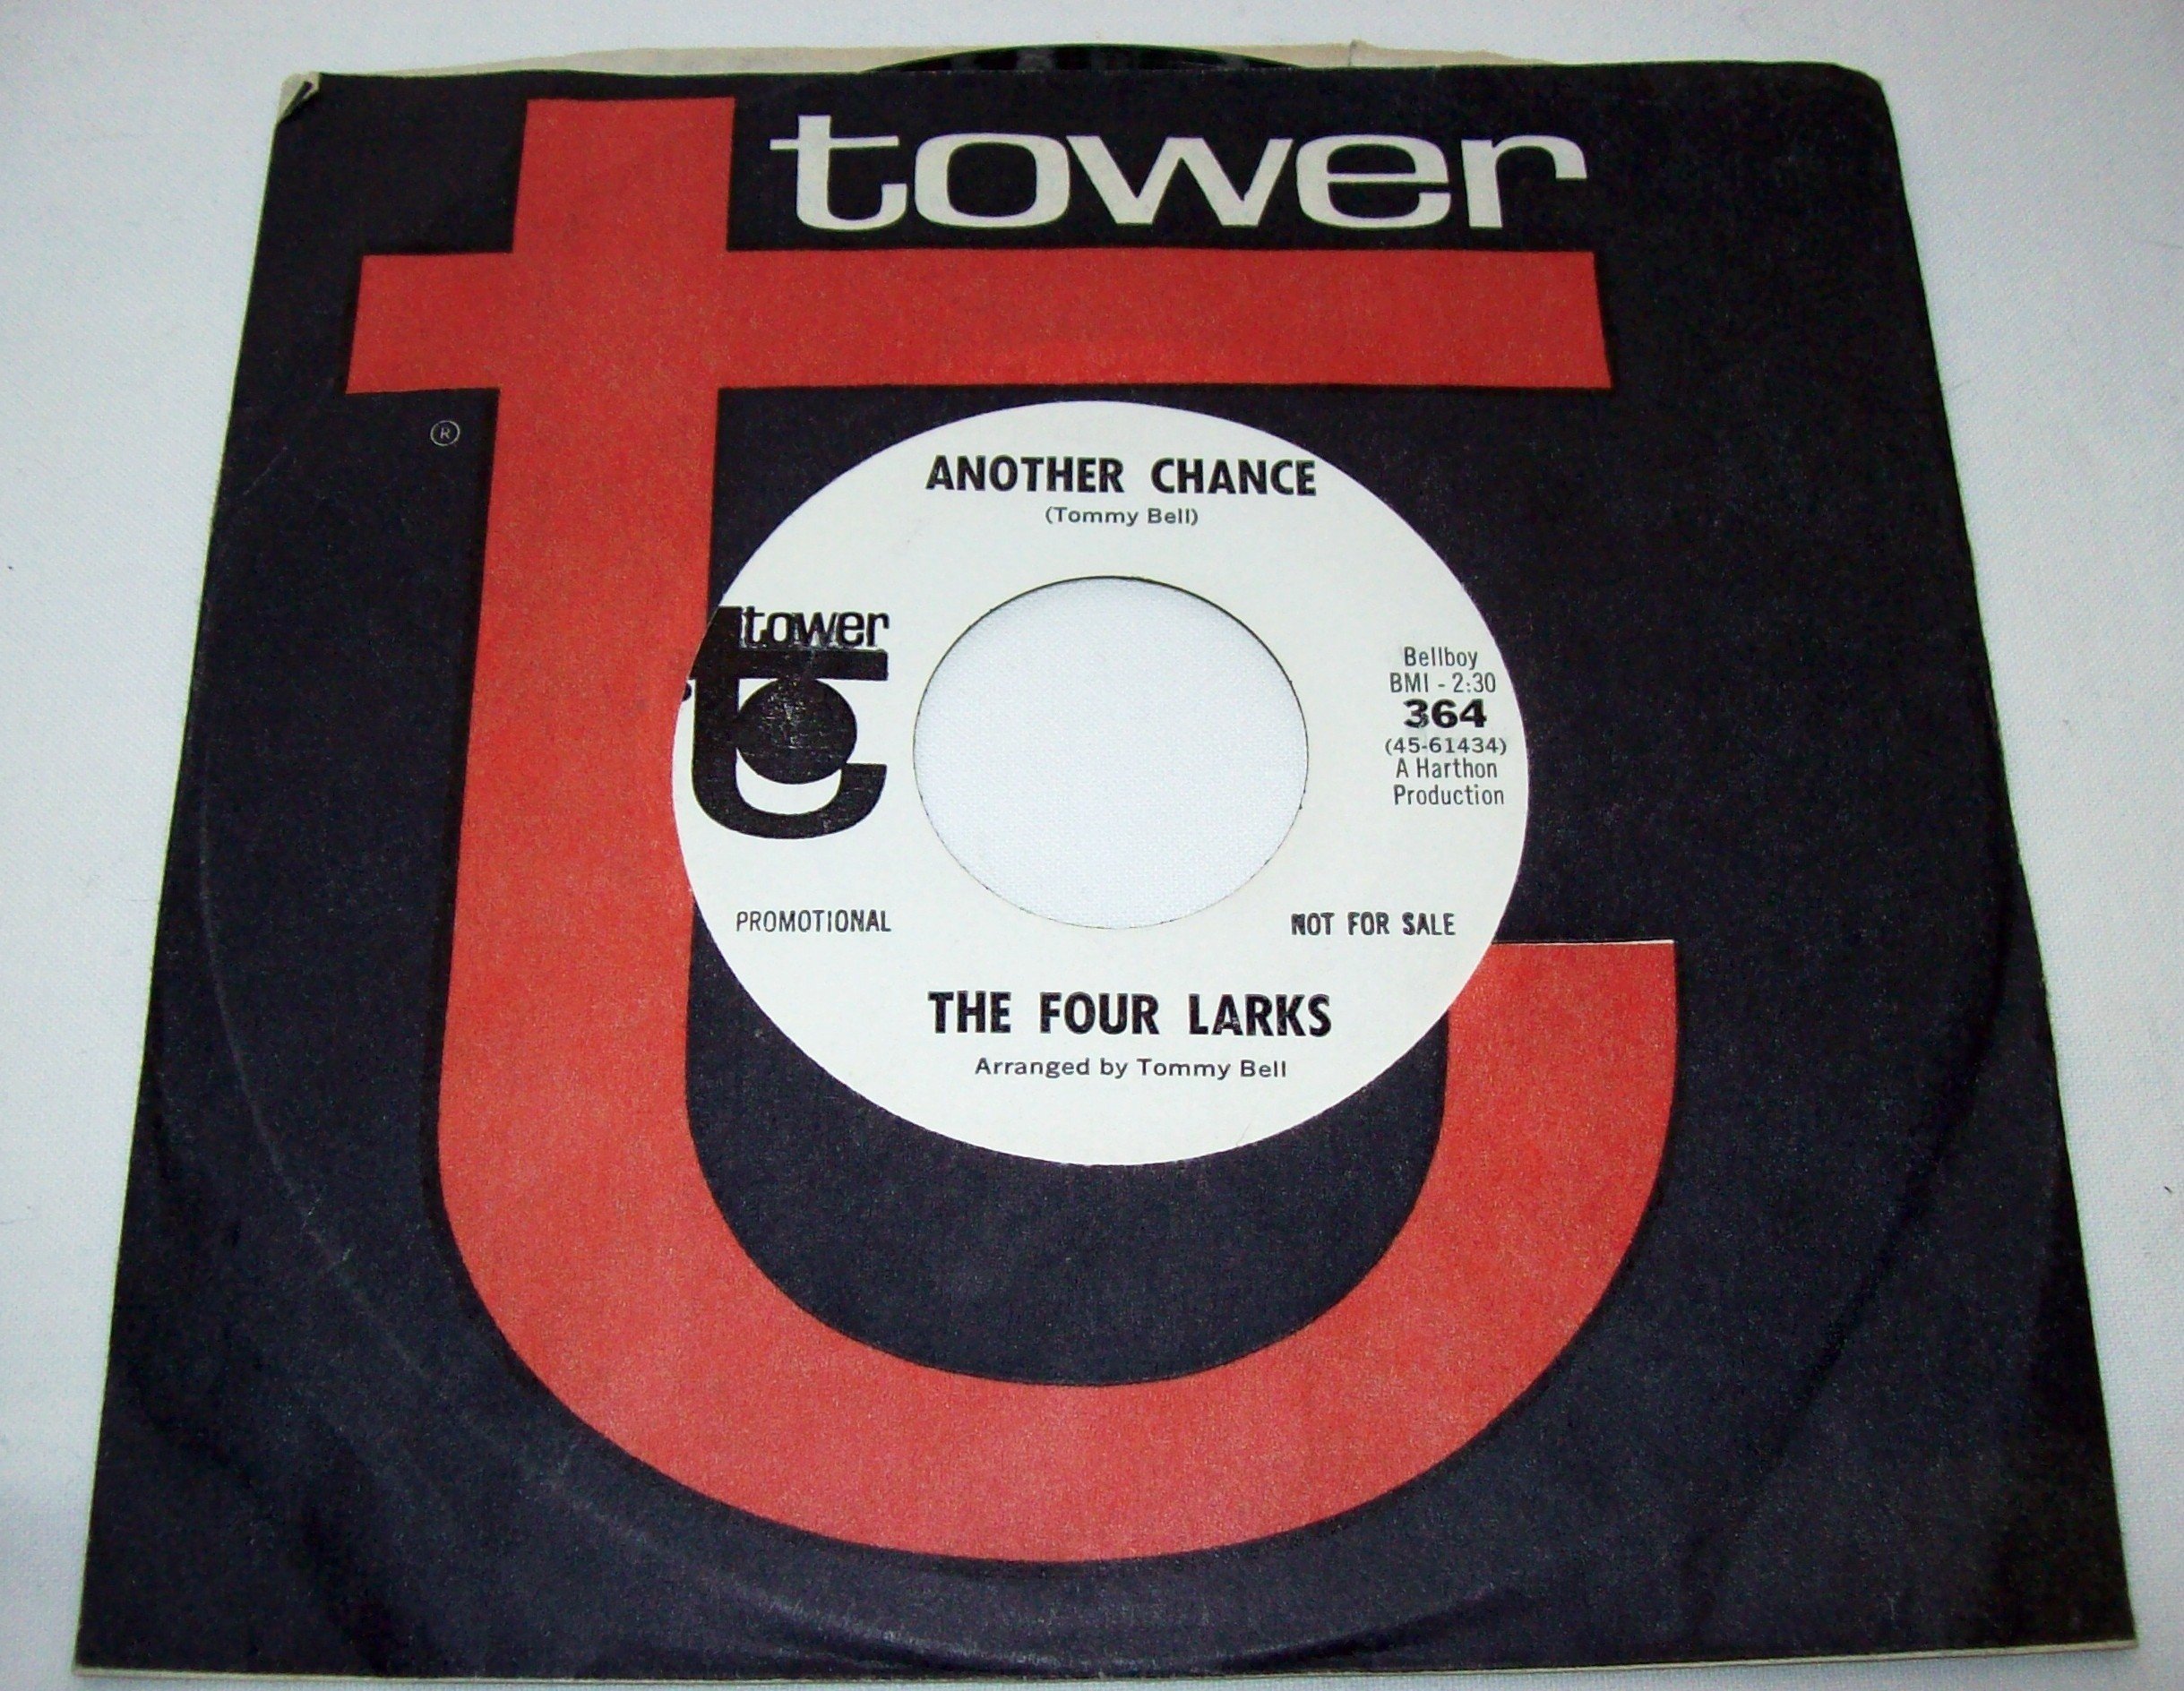 tower
®
ANOTHER CHANCE
(Tommy Bell)
tower
Bellboy
BMI - 2:30
364
(45-61434)
A Harthon
Production
PROMOTIONAL
NOT FOR SALE
THE FOUR LARKS
Arranged by Tommy Bell